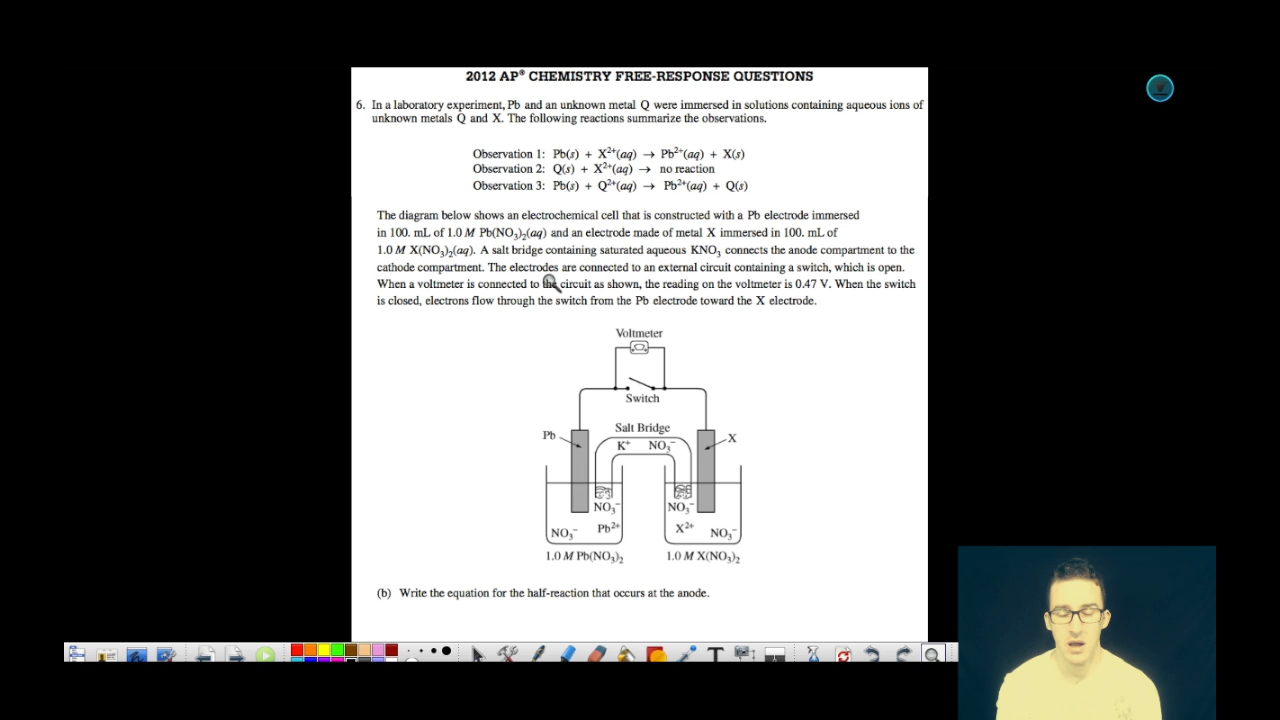 2012 AP® CHEMISTRY FREE-RESPONSE QUESTIONS
6. In a laboratory experiment, Pb and an unknown metal Q were immersed in solutions containing aqueous ions of
unknown metals Q and X. The following reactions summarize the observations.
Observation 1: Pb(s) + X²⁺(aq) → Pb²⁺(aq) + X(s)
Observation 2: Q(s) + X²⁺(aq) → no reaction
Observation 3: Pb(s) + Q²⁺(aq) → Pb²⁺(aq) + Q(s)
The diagram below shows an electrochemical cell that is constructed with a Pb electrode immersed
in 100. mL of 1.0 M Pb(NO₃)₂(aq) and an electrode made of metal X immersed in 100. mL of
1.0 M X(NO₃)₂(aq). A salt bridge containing saturated aqueous KNO₃ connects the anode compartment to the
cathode compartment. The electrodes are connected to an external circuit containing a switch, which is open.
When a voltmeter is connected to the circuit as shown, the reading on the voltmeter is 0.47 V. When the switch
is closed, electrons flow through the switch from the Pb electrode toward the X electrode.
Voltmeter
Switch
Salt Bridge
Pb
K⁺ NO₃⁻
X
NO₃⁻
NO₃⁻
NO₃⁻ Pb²⁺
X²⁺ NO₃⁻
1.0 M Pb(NO₃)₂
1.0 M X(NO₃)₂
(b) Write the equation for the half-reaction that occurs at the anode.